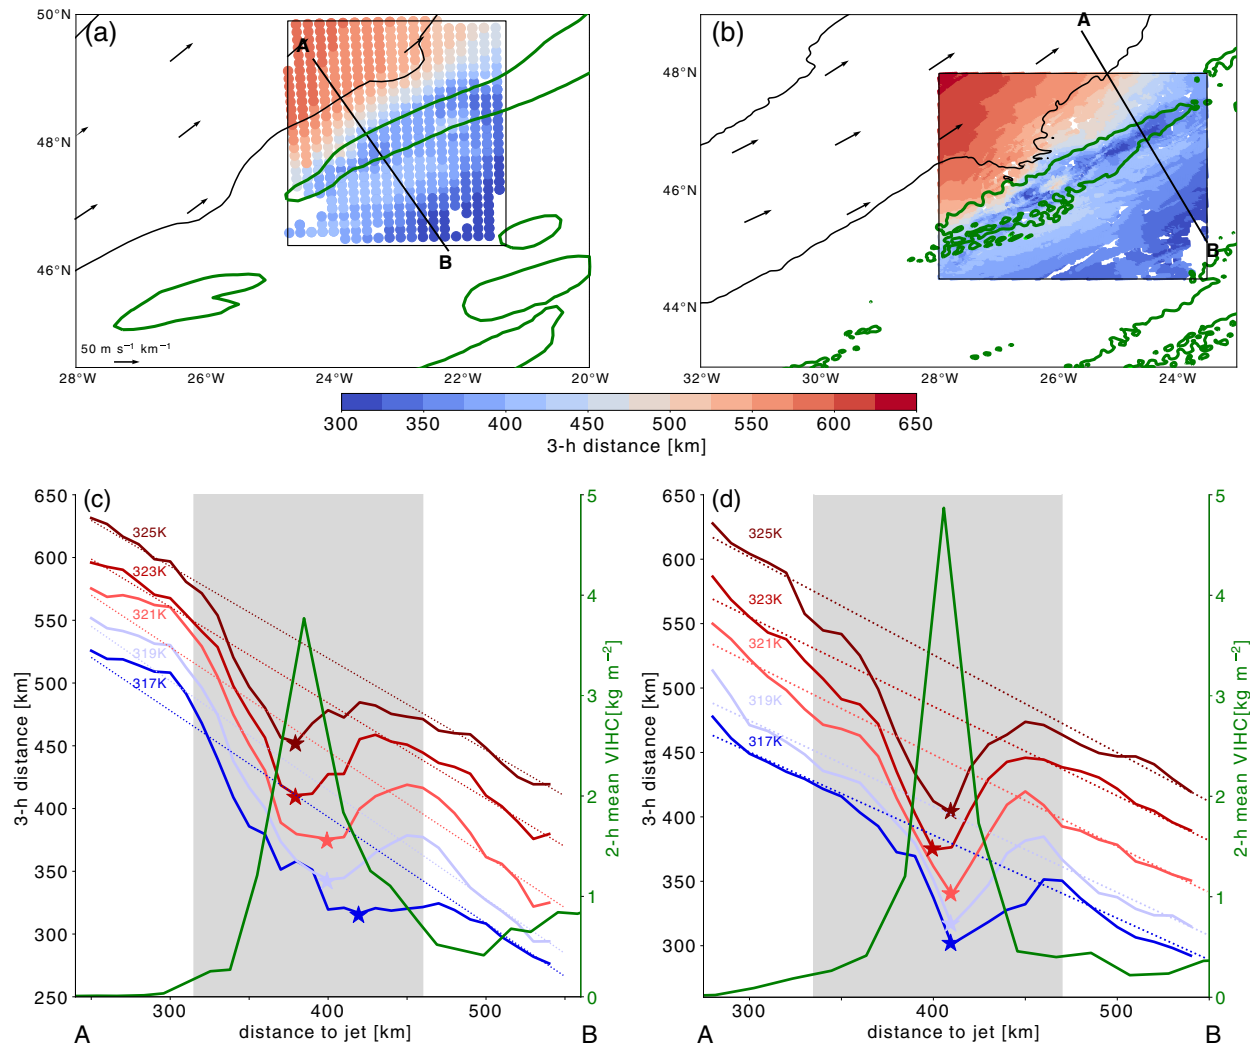 (a)
A
B
50°N
48°N
46°N
50 m s⁻¹ km⁻¹
28°W 26°W 24°W 22°W 20°W
(b)
A
B
48°N
46°N
44°N
32°W 30°W 28°W 26°W 24°W
300 350 400 450 500 550 600 650
3-h distance [km]
(c)
650
600
550
500
450
400
350
300
250
3-h distance [km]
325K
323K
321K
319K
317K
5
4
3
2
1
0
2-h mean VIHC[kg m⁻²]
300 400 500
A distance to jet [km] B
(d)
650
600
550
500
450
400
350
300
3-h distance [km]
325K
323K
321K
319K
317K
5
4
3
2
1
0
2-h mean VIHC[kg m⁻²]
300 400 500
A distance to jet [km] B